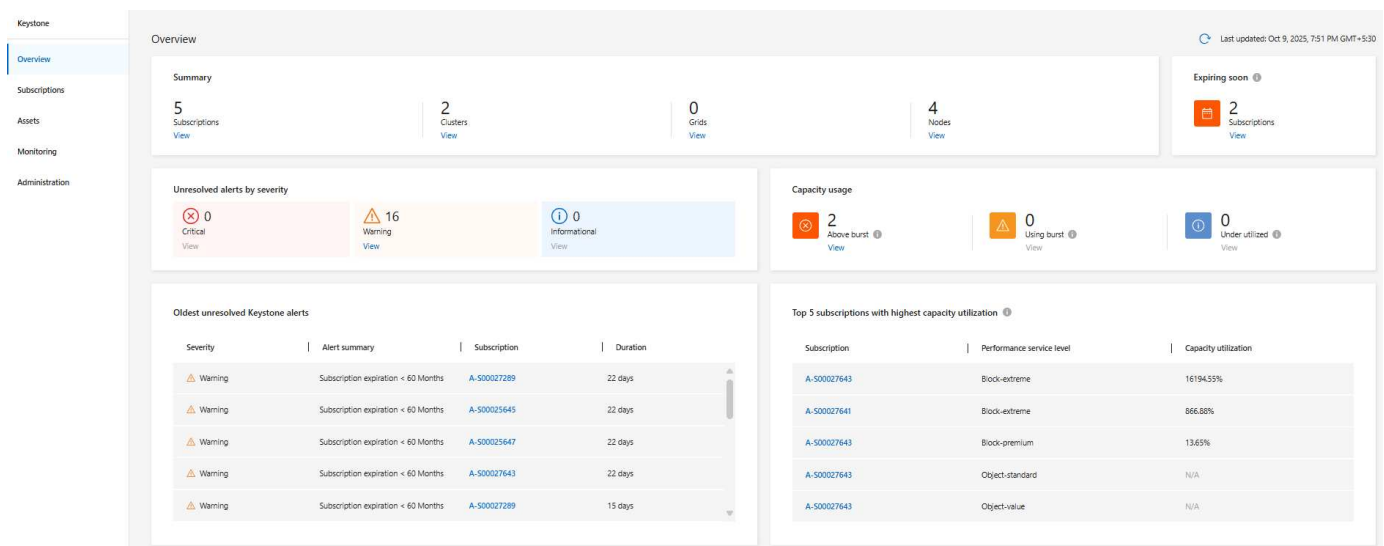 Keystone
Overview
Subscriptions
Assets
Monitoring
Administration
Overview
Last updated: Oct 9, 2025, 7:51 PM GMT+5:30
Summary
5
Subscriptions
View
2
Clusters
View
0
Grids
View
4
Nodes
View
Expiring soon
2
Subscriptions
View
Unresolved alerts by severity
0
Critical
View
16
Warning
View
0
Informational
View
Capacity usage
2
Above burst
View
0
Using burst
View
0
Under utilized
View
Oldest unresolved Keystone alerts
Severity Alert summary Subscription Duration
Warning Subscription expiration < 60 Months A-S00027289 22 days
Warning Subscription expiration < 60 Months A-S00025645 22 days
Warning Subscription expiration < 60 Months A-S00025647 22 days
Warning Subscription expiration < 60 Months A-S00027643 22 days
Warning Subscription expiration < 60 Months A-S00027289 15 days
Top 5 subscriptions with highest capacity utilization
Subscription Performance service level Capacity utilization
A-S00027643 Block-extreme 16194.55%
A-S00027641 Block-extreme 866.88%
A-S00027643 Block-premium 13.65%
A-S00027643 Object-standard N/A
A-S00027643 Object-value N/A